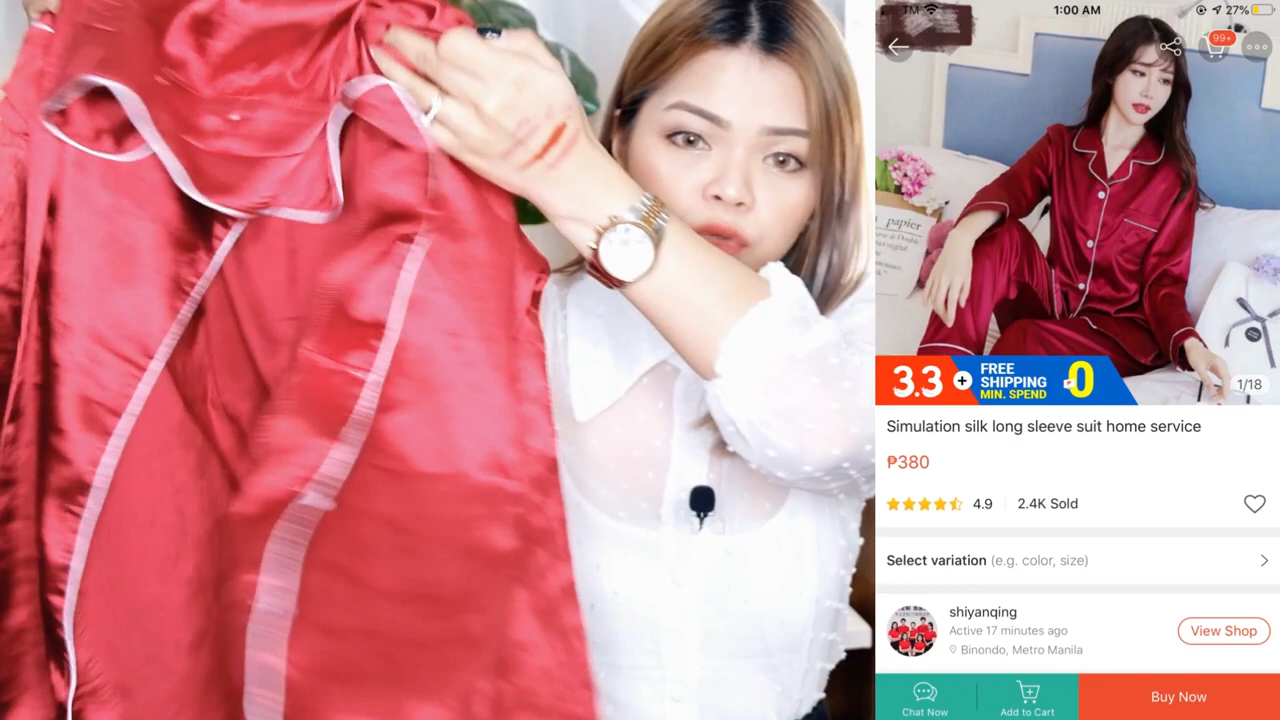 TM
1:00 AM
27%
99+
papier
3.3 + FREE SHIPPING MIN. SPEND ₱0
1/18
Simulation silk long sleeve suit home service
₱380
4.9
2.4K Sold
Select variation (e.g. color, size)
shiyanqing
Active 17 minutes ago
Binondo, Metro Manila
View Shop
Chat Now
Add to Cart
Buy Now